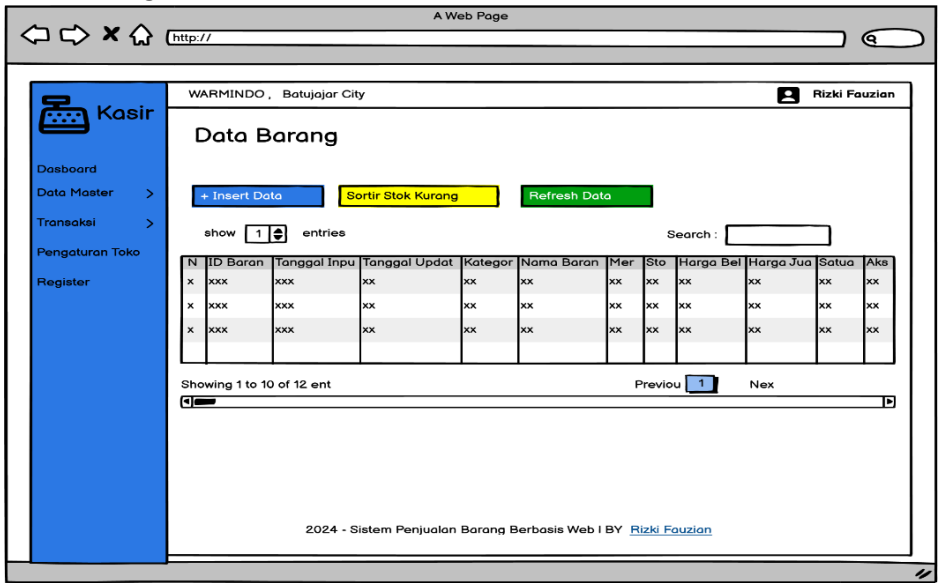 A Web Page
http://
Kasir
WARMINDO , Batujajar City
Rizki Fauzian
Data Barang
Dasboard
Data Master >
Transaksi >
Pengaturan Toko
Register
+ Insert Data
Sortir Stok Kurang
Refresh Data
show 1 entries
Search :
N ID Baran Tanggal Inpu Tanggal Updat Kategor Nama Baran Mer Sto Harga Bel Harga Jua Satua Aks
x xxx xxx xx xx xx xx xx xx xx xx xx
x xxx xxx xx xx xx xx xx xx xx xx xx
x xxx xxx xx xx xx xx xx xx xx xx xx
Showing 1 to 10 of 12 ent
Previou 1 Nex
2024 - Sistem Penjualan Barang Berbasis Web I BY Rizki Fauzian